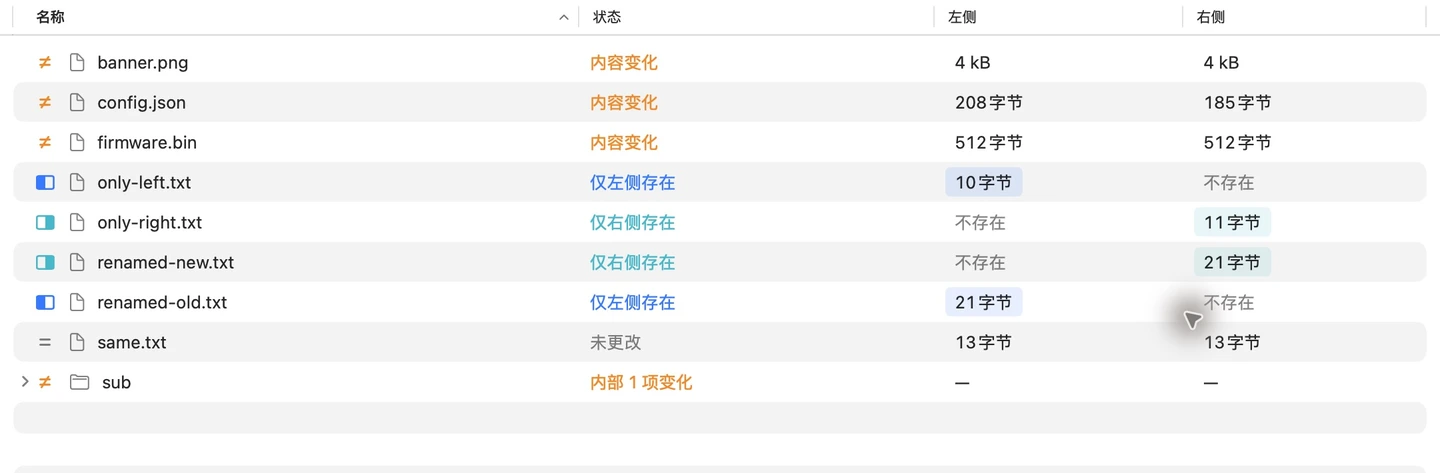 名称 状态 左侧 右侧
≠ banner.png 内容变化 4 kB 4 kB
≠ config.json 内容变化 208字节 185字节
≠ firmware.bin 内容变化 512字节 512字节
only-left.txt 仅左侧存在 10字节 不存在
only-right.txt 仅右侧存在 不存在 11字节
renamed-new.txt 仅右侧存在 不存在 21字节
renamed-old.txt 仅左侧存在 21字节 不存在
= same.txt 未更改 13字节 13字节
≠ sub 内部 1 项变化 — —